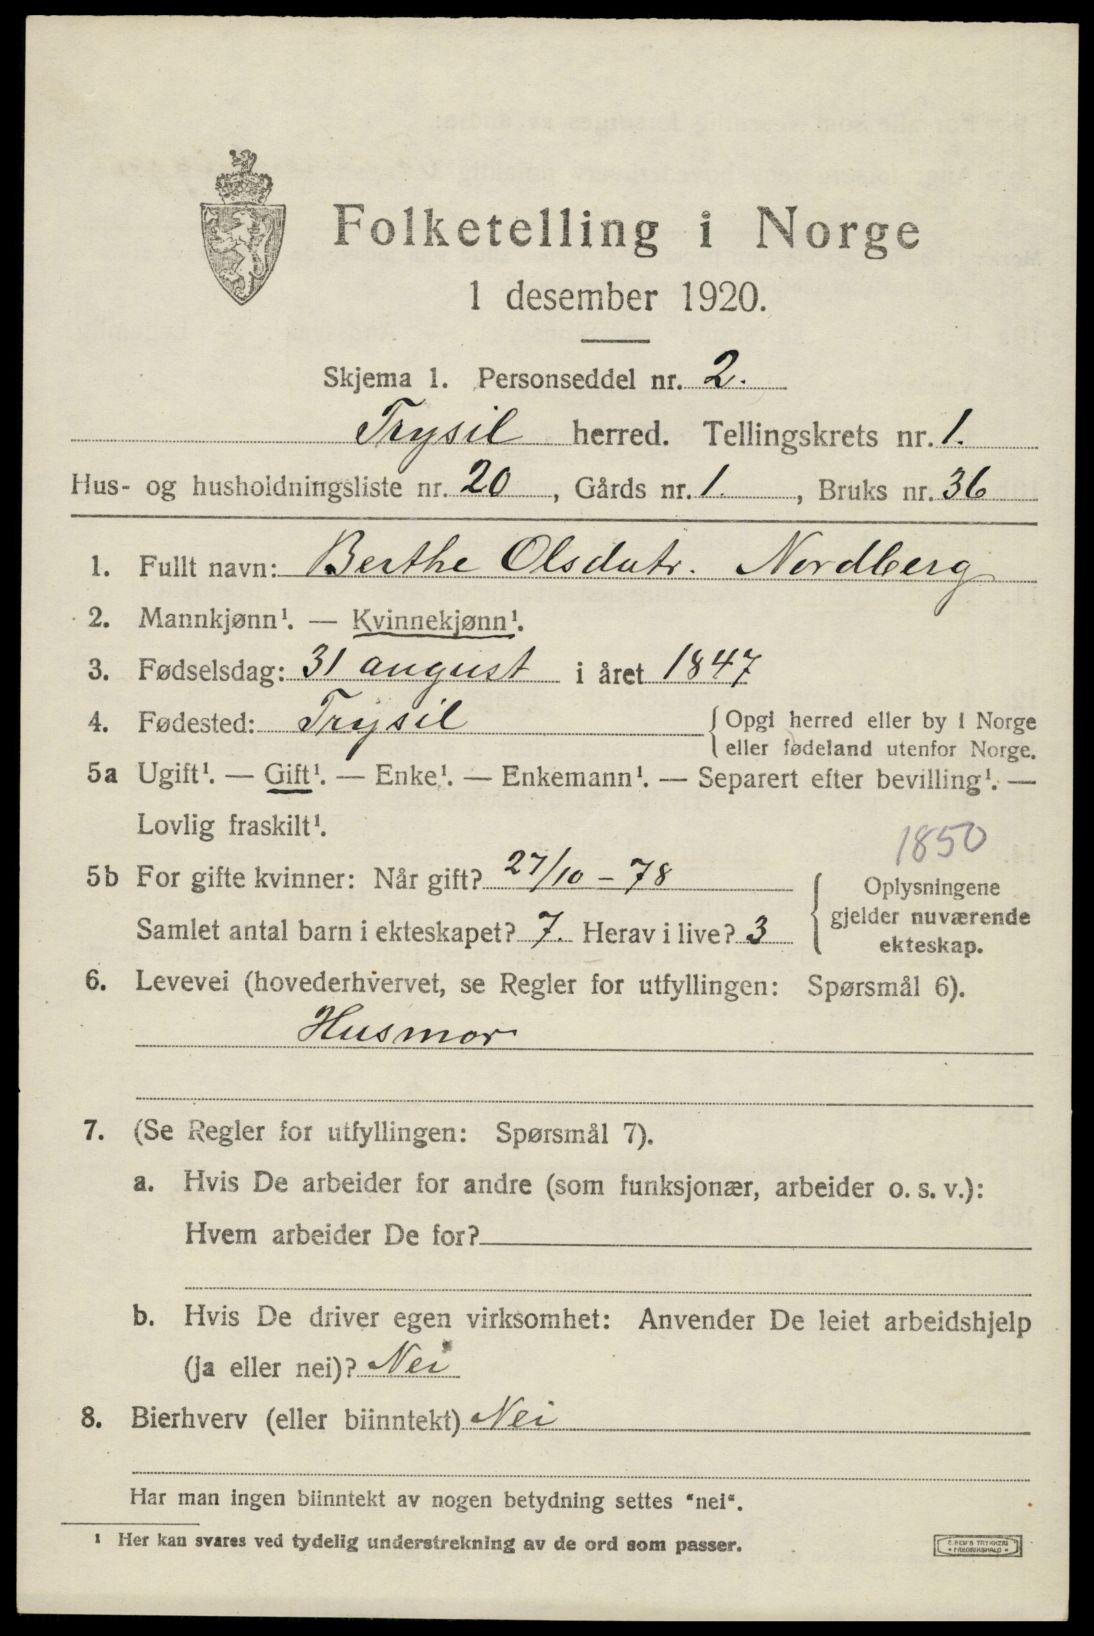 Folketelling i Norge
1 desember 1920.
Skjema 1. Personseddel nr. 2.
Trysil herred. Tellingskrets nr. 1.
Hus- og husholdningsliste nr. 20, Gårds nr. 1., Bruks nr. 36
1. Fullt navn: Berthe Olsdatr. Nordberg
2. Mannkjønn¹. — Kvinnekjønn¹.
3. Fødselsdag: 31 august i året 1847
4. Fødested: Trysil { Opgi herred eller by i Norge
eller fødeland utenfor Norge.
5a Ugift¹. — Gift¹. — Enke¹. — Enkemann¹. — Separert efter bevilling¹. —
Lovlig fraskilt¹.
1850
5b For gifte kvinner: Når gift? 27/10 - 78
Samlet antal barn i ekteskapet? 7. Herav i live? 3
{ Oplysningene
gjelder nuværende
ekteskap.
6. Levevei (hovederhvervet, se Regler for utfyllingen: Spørsmål 6).
Husmor
7. (Se Regler for utfyllingen: Spørsmål 7).
a. Hvis De arbeider for andre (som funksjonær, arbeider o. s. v.):
Hvem arbeider De for?
b. Hvis De driver egen virksomhet: Anvender De leiet arbeidshjelp
(ja eller nei)? Nei
8. Bierhverv (eller biinntekt) Nei
Har man ingen biinntekt av nogen betydning settes "nei".
¹ Her kan svares ved tydelig understrekning av de ord som passer.